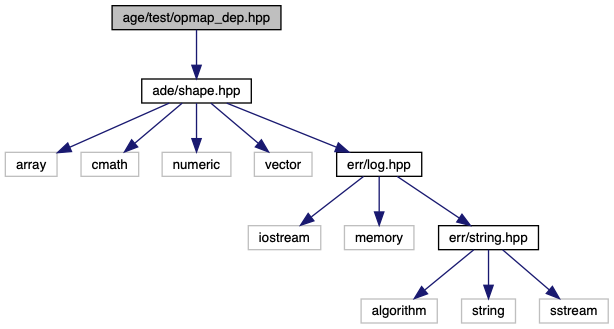 age/test/opmap_dep.hpp
ade/shape.hpp
array
cmath
numeric
vector
err/log.hpp
iostream
memory
err/string.hpp
algorithm
string
sstream